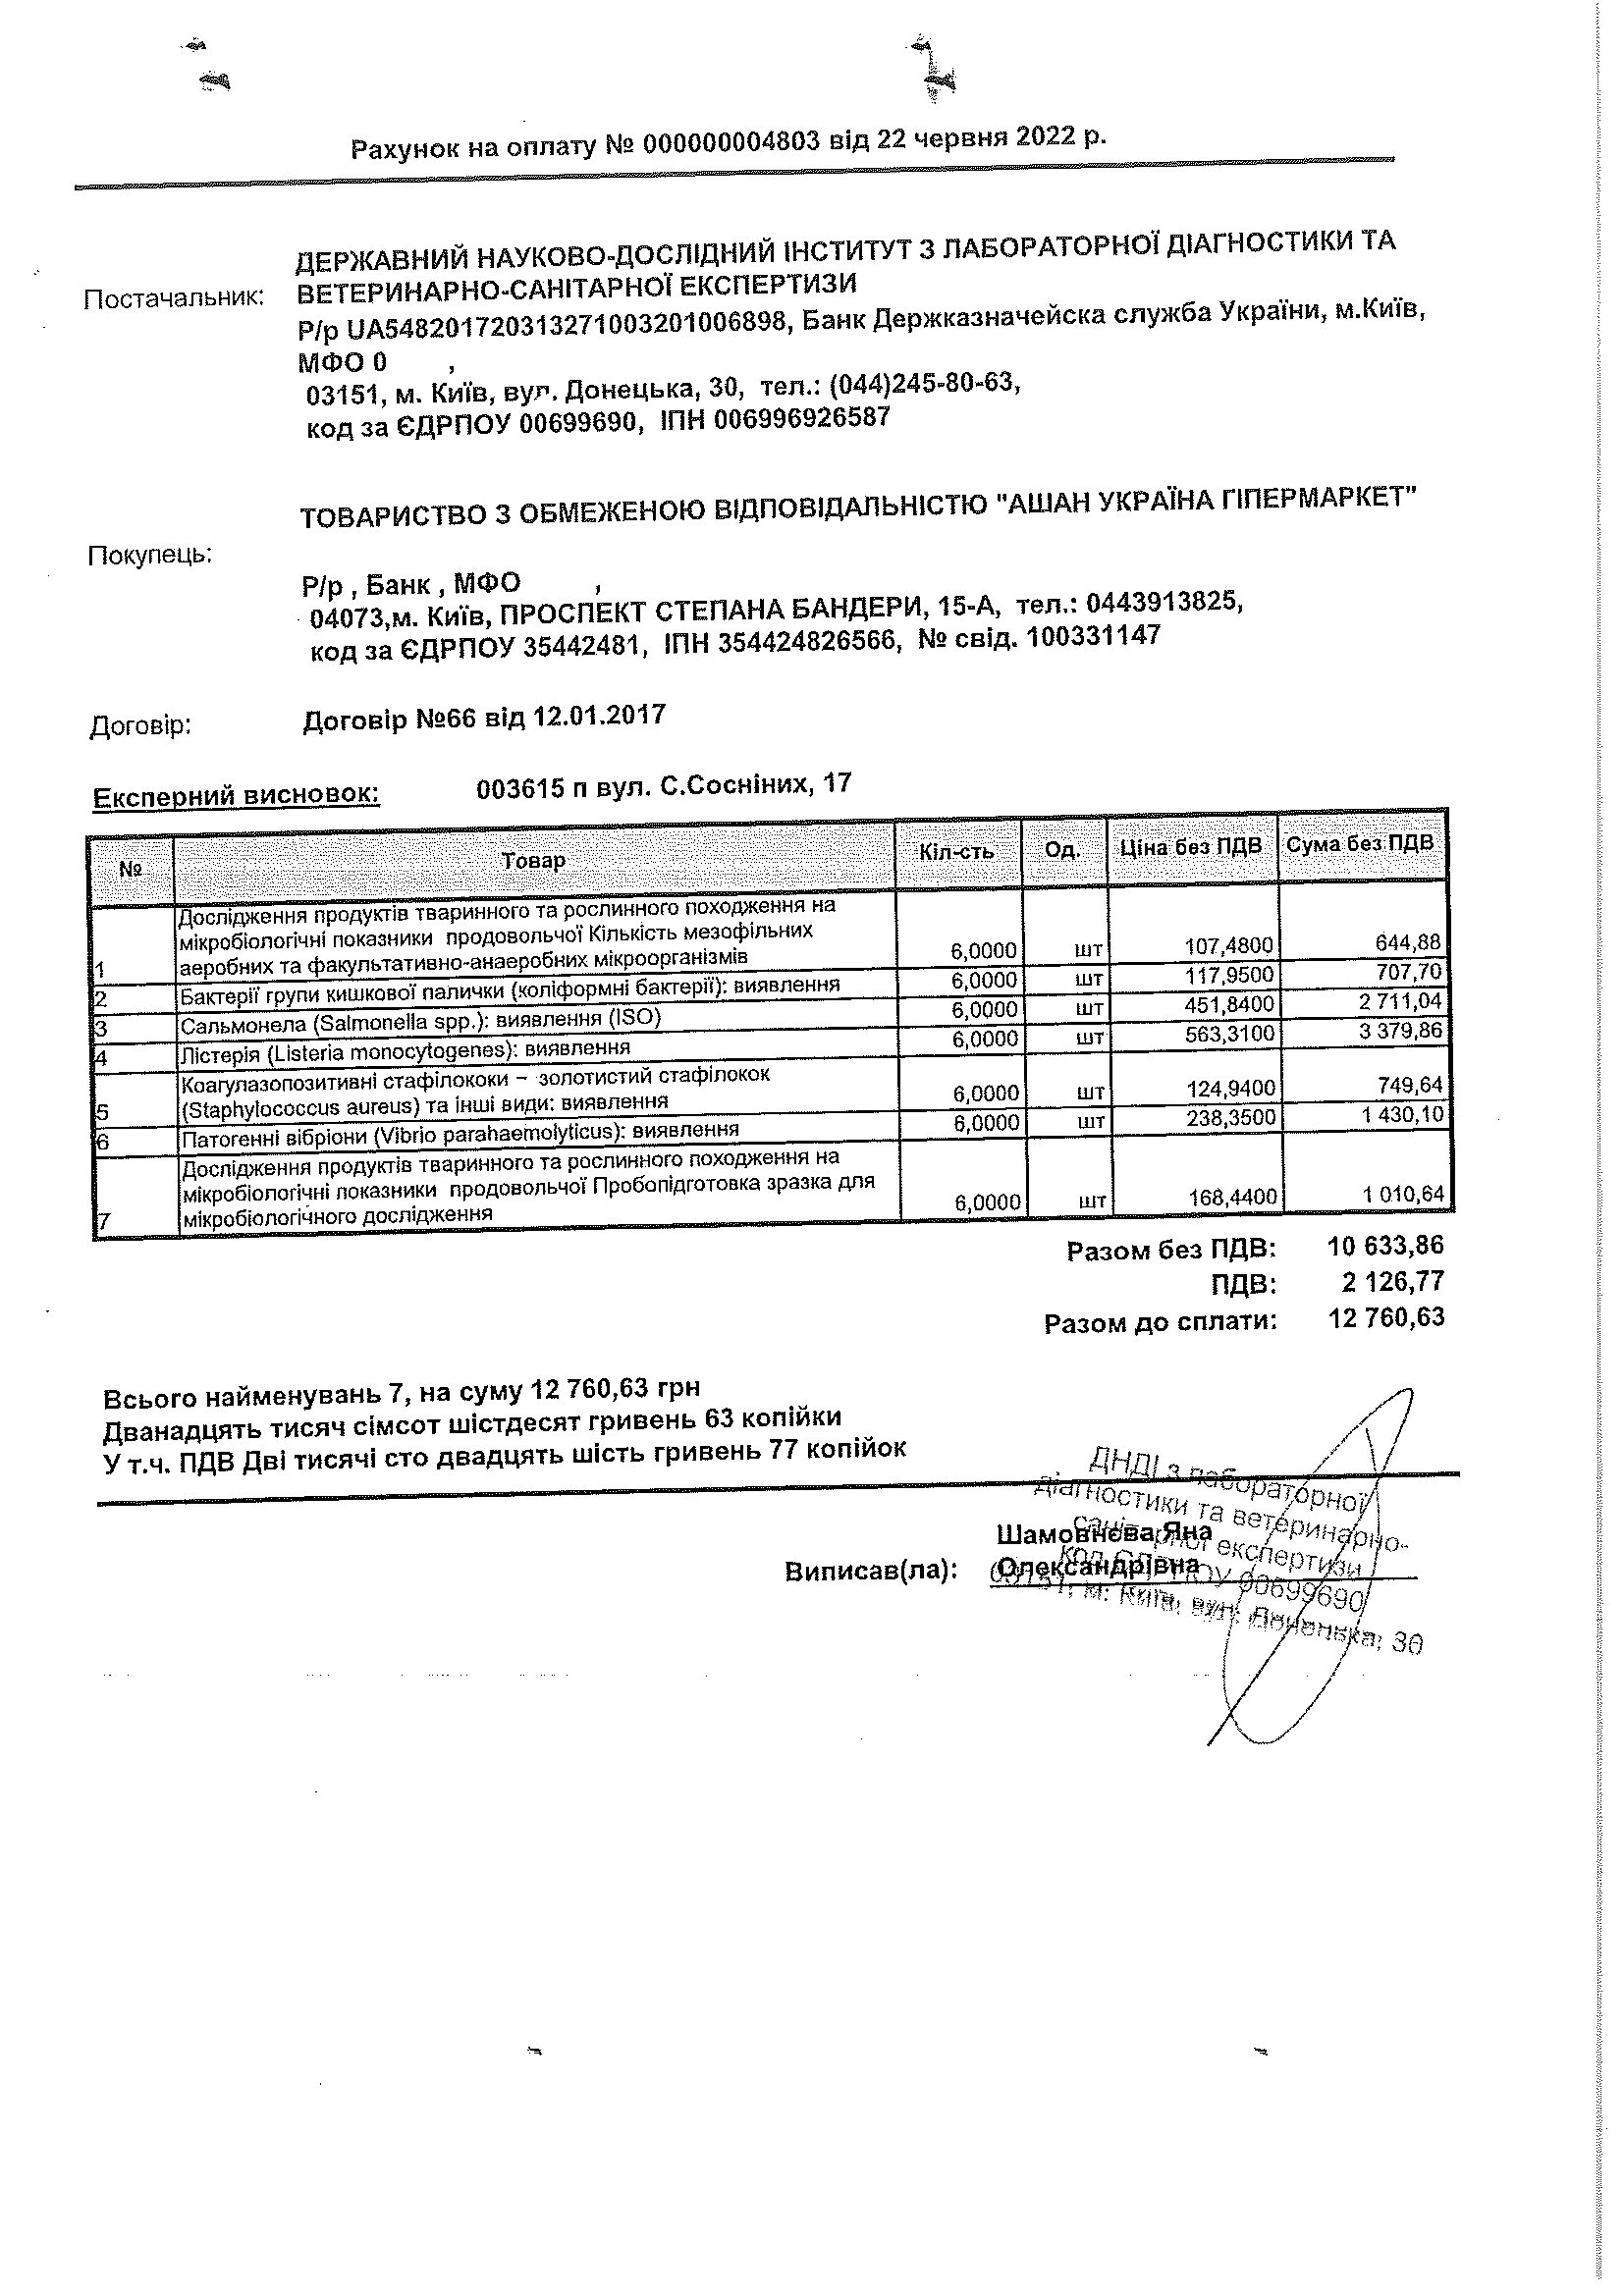 Рахунок на оплату № 000000004803 від 22 червня 2022 р.
ДЕРЖАВНИЙ НАУКОВО-ДОСЛІДНИЙ ІНСТИТУТ З ЛАБОРАТОРНОЇ ДІАГНОСТИКИ ТА
Постачальник: ВЕТЕРИНАРНО-САНІТАРНОЇ ЕКСПЕРТИЗИ
Р/р UA548201720313271003201006898, Банк Держказначейска служба України, м.Київ,
МФО 0 ,
03151, м. Київ, вул. Донецька, 30, тел.: (044)245-80-63,
код за ЄДРПОУ 00699690, ІПН 006996926587
ТОВАРИСТВО З ОБМЕЖЕНОЮ ВІДПОВІДАЛЬНІСТЮ "АШАН УКРАЇНА ГІПЕРМАРКЕТ"
Покупець:
Р/р , Банк , МФО ,
04073,м. Київ, ПРОСПЕКТ СТЕПАНА БАНДЕРИ, 15-А, тел.: 0443913825,
код за ЄДРПОУ 35442481, ІПН 354424826566, № свід. 100331147
Договір: Договір №66 від 12.01.2017
Експерний висновок: 003615 п вул. С.Сосніних, 17
№ Товар Кіл-сть Од. Ціна без ПДВ Сума без ПДВ
Дослідження продуктів тваринного та рослинного походження на
мікробіологічні показники продовольчої Кількість мезофільних
1 аеробних та факультативно-анаеробних мікроорганізмів 6,0000 шт 107,4800 644,88
2 Бактерії групи кишкової палички (коліформні бактерії): виявлення 6,0000 шт 117,9500 707,70
3 Сальмонела (Salmonella spp.): виявлення (ISO) 6,0000 шт 451,8400 2 711,04
4 Лістерія (Listeria monocytogenes): виявлення 6,0000 шт 563,3100 3 379,86
Коагулазопозитивні стафілококи – золотистий стафілокок
5 (Staphylococcus aureus) та інші види: виявлення 6,0000 шт 124,9400 749,64
6 Патогенні вібріони (Vibrio parahaemolyticus): виявлення 6,0000 шт 238,3500 1 430,10
Дослідження продуктів тваринного та рослинного походження на
мікробіологічні показники продовольчої Пробопідготовка зразка для
7 мікробіологічного дослідження 6,0000 шт 168,4400 1 010,64
Разом без ПДВ: 10 633,86
ПДВ: 2 126,77
Разом до сплати: 12 760,63
Всього найменувань 7, на суму 12 760,63 грн
Дванадцять тисяч сімсот шістдесят гривень 63 копійки
У т.ч. ПДВ Дві тисячі сто двадцять шість гривень 77 копійок
ДНДІ з лабораторної
діагностики та ветеринарно-
Шамовнєва Яна
експертизи
Виписав(ла): Олександрівна
00699690
м. Київ, вул. Донецька, 30